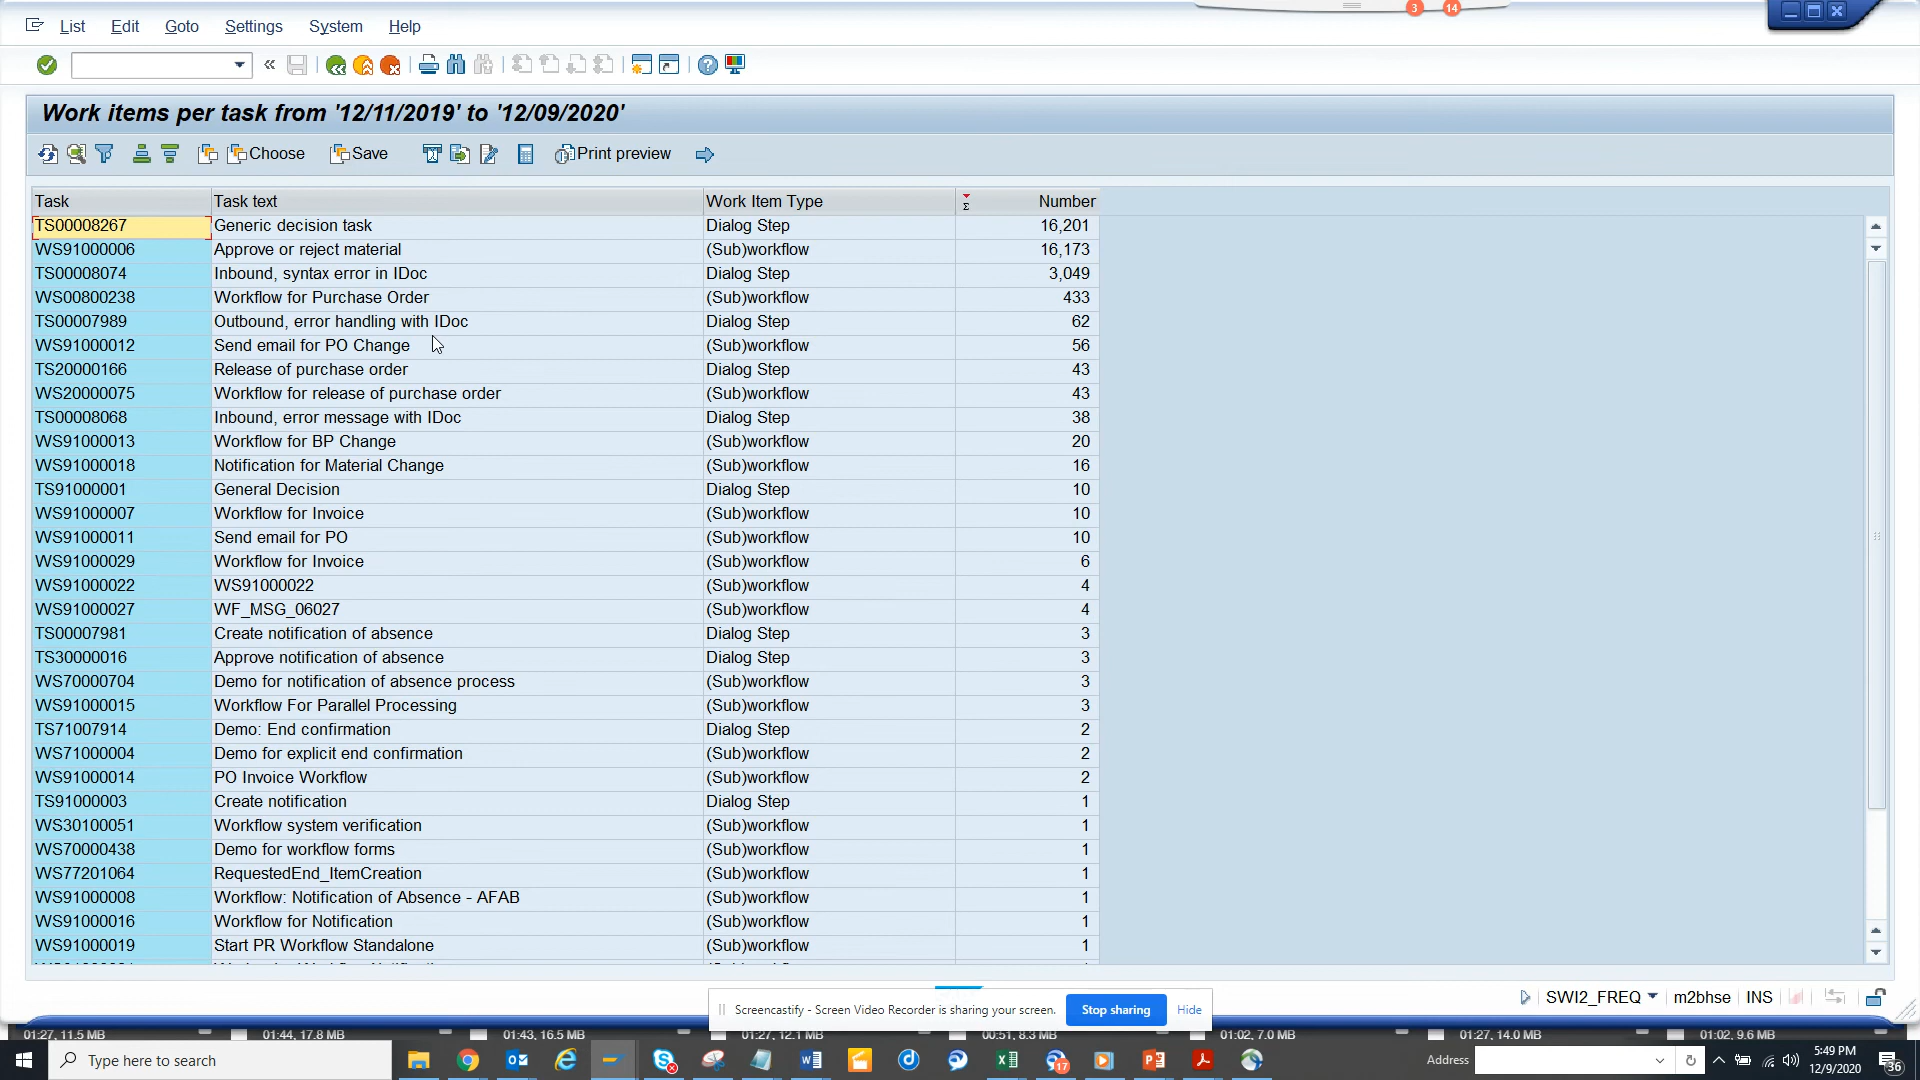 3 14
List Edit Goto Settings System Help
Work items per task from '12/11/2019' to '12/09/2020'
Choose Save Print preview
Task Task text Work Item Type Number
TS00008267 Generic decision task Dialog Step 16,201
WS91000006 Approve or reject material (Sub)workflow 16,173
TS00008074 Inbound, syntax error in IDoc Dialog Step 3,049
WS00800238 Workflow for Purchase Order (Sub)workflow 433
TS00007989 Outbound, error handling with IDoc Dialog Step 62
WS91000012 Send email for PO Change (Sub)workflow 56
TS20000166 Release of purchase order Dialog Step 43
WS20000075 Workflow for release of purchase order (Sub)workflow 43
TS00008068 Inbound, error message with IDoc Dialog Step 38
WS91000013 Workflow for BP Change (Sub)workflow 20
WS91000018 Notification for Material Change (Sub)workflow 16
TS91000001 General Decision Dialog Step 10
WS91000007 Workflow for Invoice (Sub)workflow 10
WS91000011 Send email for PO (Sub)workflow 10
WS91000029 Workflow for Invoice (Sub)workflow 6
WS91000022 WS91000022 (Sub)workflow 4
WS91000027 WF_MSG_06027 (Sub)workflow 4
TS00007981 Create notification of absence Dialog Step 3
TS30000016 Approve notification of absence Dialog Step 3
WS70000704 Demo for notification of absence process (Sub)workflow 3
WS91000015 Workflow For Parallel Processing (Sub)workflow 3
TS71007914 Demo: End confirmation Dialog Step 2
WS71000004 Demo for explicit end confirmation (Sub)workflow 2
WS91000014 PO Invoice Workflow (Sub)workflow 2
TS91000003 Create notification Dialog Step 1
WS30100051 Workflow system verification (Sub)workflow 1
WS70000438 Demo for workflow forms (Sub)workflow 1
WS77201064 RequestedEnd_ItemCreation (Sub)workflow 1
WS91000008 Workflow: Notification of Absence - AFAB (Sub)workflow 1
WS91000016 Workflow for Notification (Sub)workflow 1
WS91000019 Start PR Workflow Standalone (Sub)workflow 1
SWI2_FREQ m2bhse INS
Screencastify - Screen Video Recorder is sharing your screen. Stop sharing Hide
01:27, 11.5 MB 01:44, 17.8 MB 01:43, 16.5 MB 01:27, 12.1 MB 00:51, 8.3 MB 01:02, 7.0 MB 01:27, 14.0 MB 01:02, 9.6 MB
Type here to search 17 Address 5:49 PM
12/9/2020 36